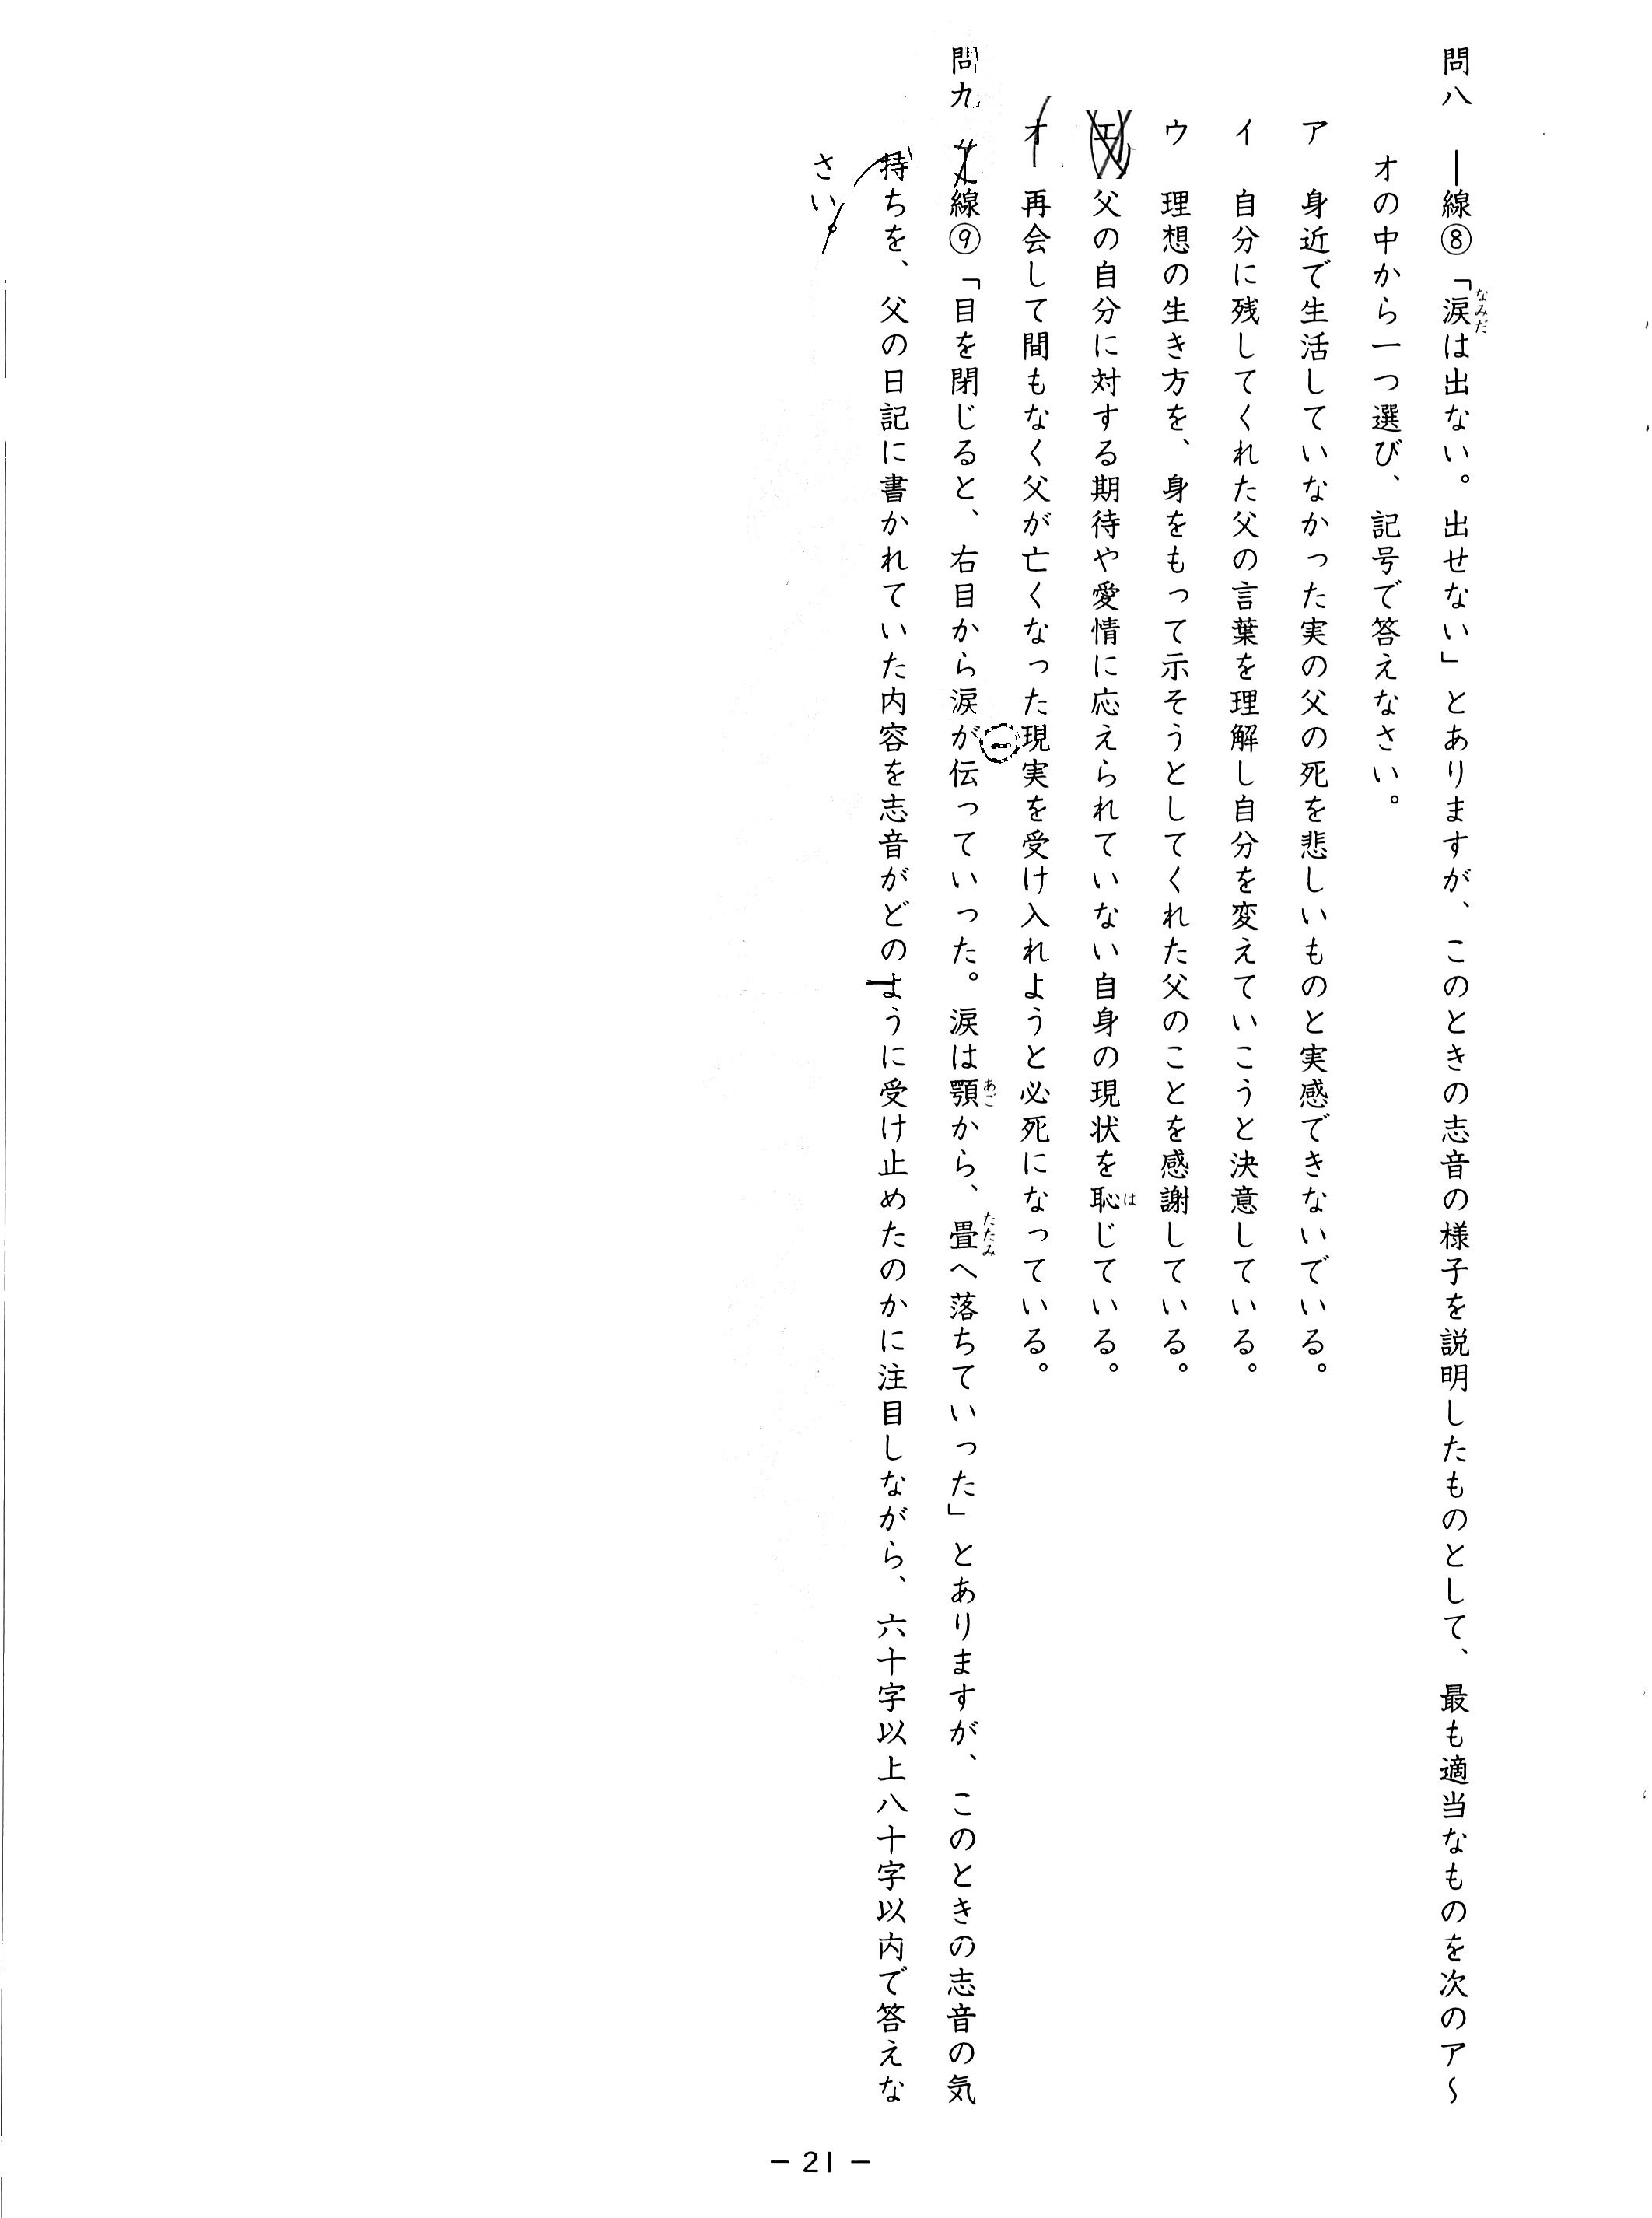 問八 ―線⑧「涙は出ない。出せない」とありますが、このときの志音の様子を説明したものとして、最も適当なものを次のア～
オの中から一つ選び、記号で答えなさい。
ア 身近で生活していなかった実の父の死を悲しいものと実感できないでいる。
イ 自分に残してくれた父の言葉を理解し自分を変えていこうと決意している。
ウ 理想の生き方を、身をもって示そうとしてくれた父のことを感謝している。
エ 父の自分に対する期待や愛情に応えられていない自身の現状を恥じている。
オ 再会して間もなく父が亡くなった現実を受け入れようと必死になっている。
問九 ―線⑨「目を閉じると、右目から涙が伝っていった。涙は顎から、畳へ落ちていった」とありますが、このときの志音の気
持ちを、父の日記に書かれていた内容を志音がどのように受け止めたのかに注目しながら、六十字以上八十字以内で答えな
さい。
なみだ
は
あご
たたみ
－21－